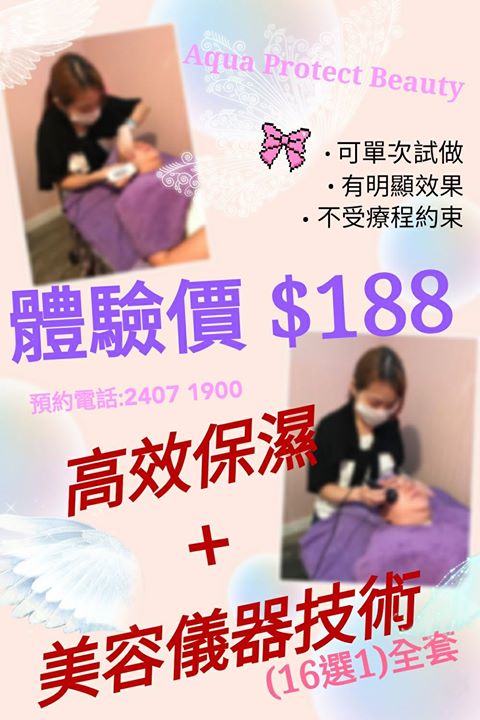 Aqua Protect Beauty
・可單次試做
・有明顯效果
・不受療程約束
體驗價 $188
預約電話:2407 1900
高效保濕
+
美容儀器技術
(16選1)全套